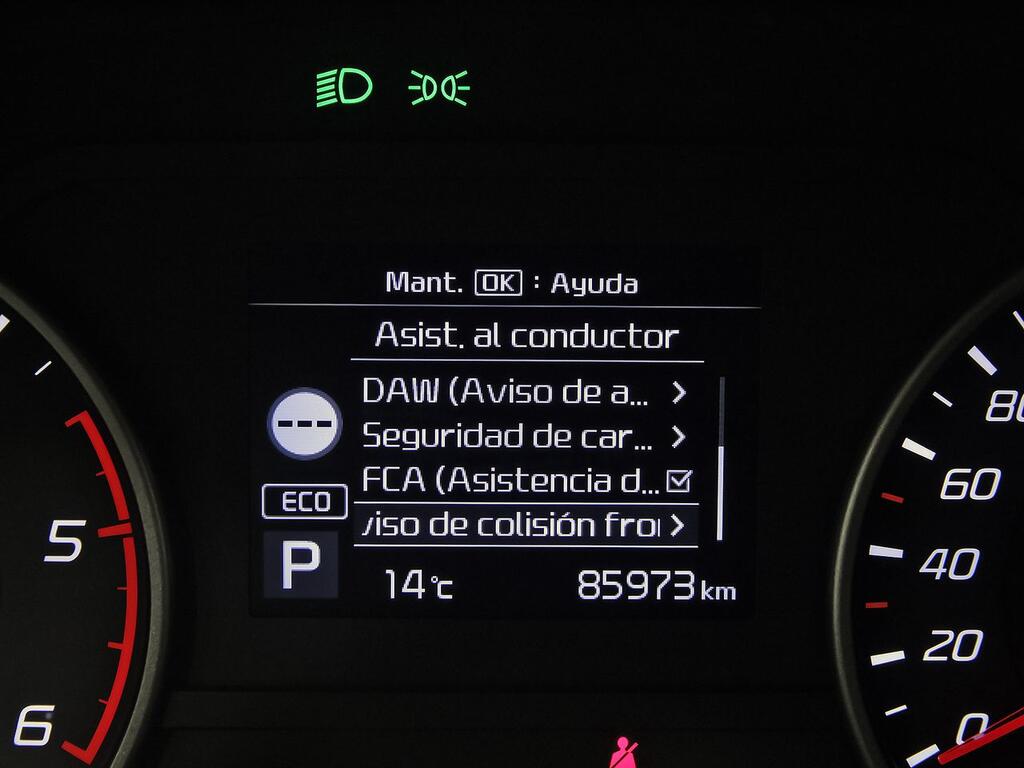 Mant. OK : Ayuda
Asist. al conductor
DAW (Aviso de a...
Seguridad de car...
FCA (Asistencia d...
viso de colisión fro
---
ECO
P
14°C
85973 km
5
6
80
60
40
20
0